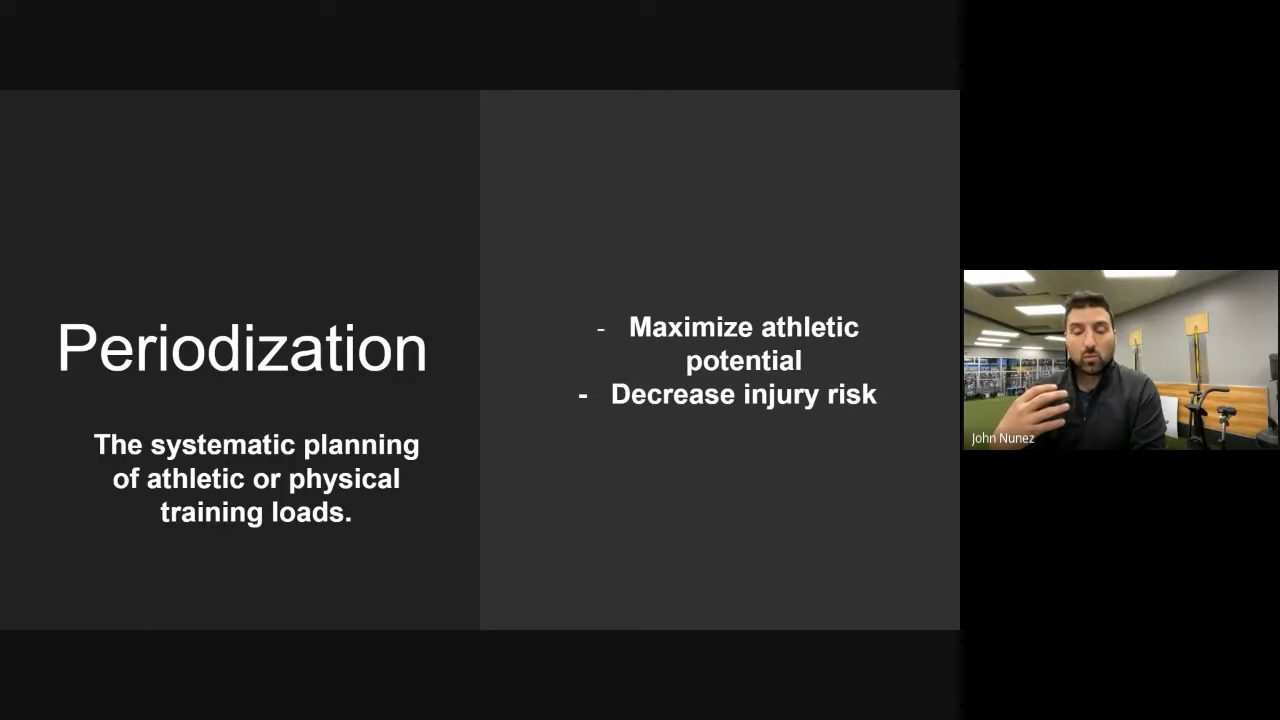 Periodization
The systematic planning
of athletic or physical
training loads.
- Maximize athletic
potential
- Decrease injury risk
John Nunez